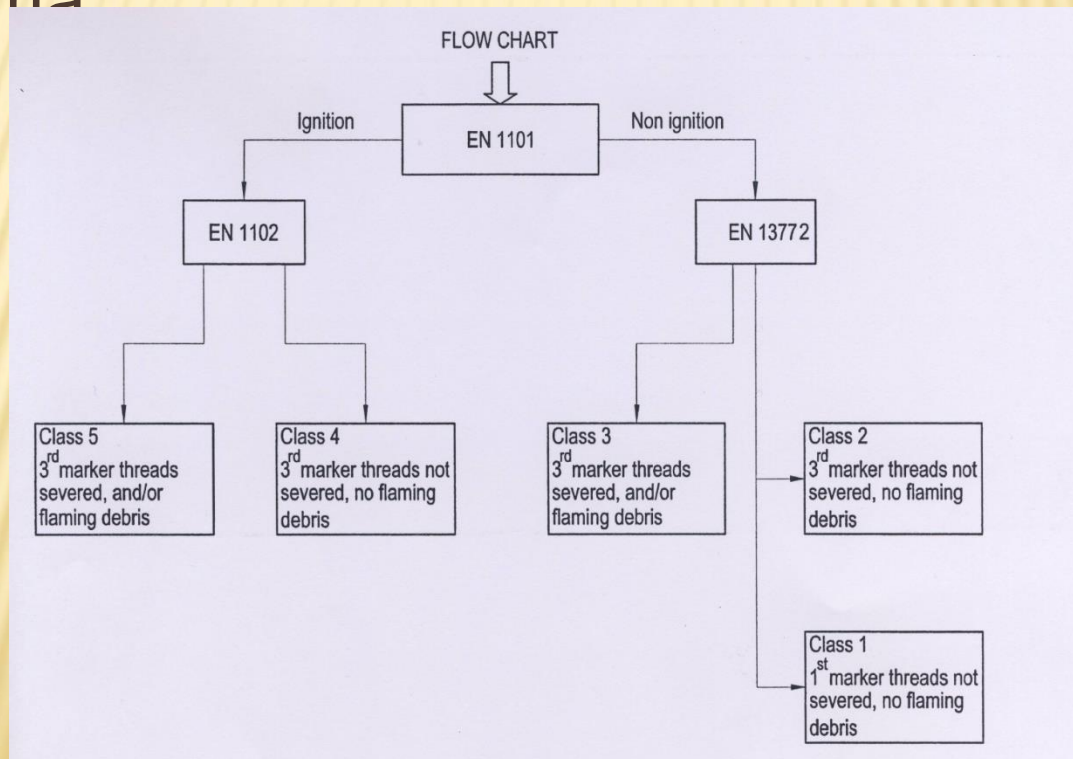 FLOW CHART
Ignition
Non ignition
EN 1101
EN 1102
EN 13772
Class 5
3rd marker threads
severed, and/or
flaming debris
Class 4
3rd marker threads not
severed, no flaming
debris
Class 3
3rd marker threads
severed, and/or
flaming debris
Class 2
3rd marker threads not
severed, no flaming
debris
Class 1
1st marker threads not
severed, no flaming
debris